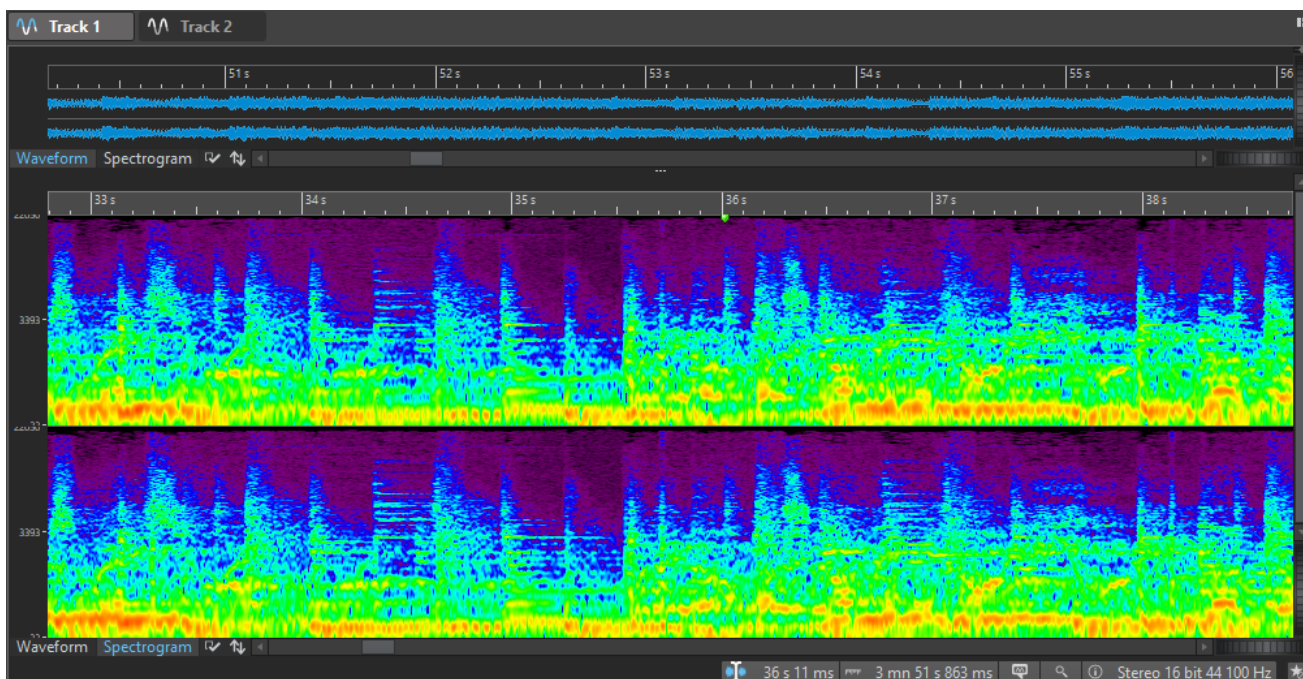 Track 1 Track 2
51 s 52 s 53 s 54 s 55 s 56
Waveform Spectrogram
33 s 34 s 35 s 36 s 37 s 38 s
3393
22050
3393
Waveform Spectrogram
36 s 11 ms 3 mn 51 s 863 ms Stereo 16 bit 44 100 Hz